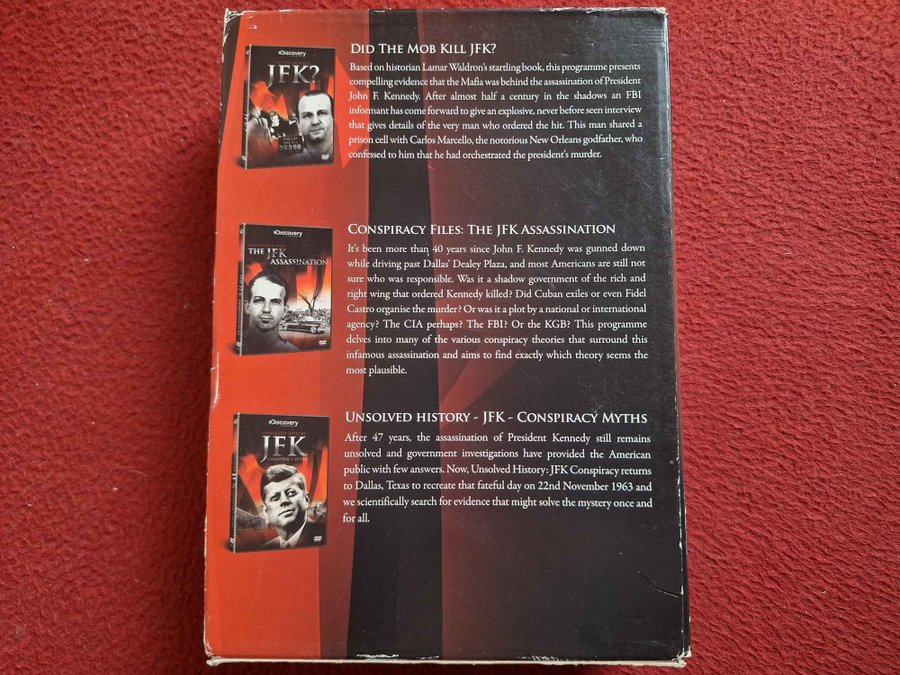 Discovery
JFK?
DID THE MOB KILL JFK?
Based on historian Lamar Waldron's startling book, this programme presents
compelling evidence that the Mafia was behind the assassination of President
John F. Kennedy. After almost half a century in the shadows an FBI
informant has come forward to give an explosive, never before seen interview
that gives details of the very man who ordered the hit. This man shared a
prison cell with Carlos Marcello, the notorious New Orleans godfather, who
confessed to him that he had orchestrated the president's murder.
Discovery
THE JFK
ASSASSINATION
CONSPIRACY FILES: THE JFK ASSASSINATION
It's been more than 40 years since John F. Kennedy was gunned down
while driving past Dallas' Dealey Plaza, and most Americans are still not
sure who was responsible. Was it a shadow government of the rich and
right wing that ordered Kennedy killed? Did Cuban exiles or even Fidel
Castro organise the murder? Or was it a plot by a national or international
agency? The CIA perhaps? The FBI? Or the KGB? This programme
delves into many of the various conspiracy theories that surround this
infamous assassination and aims to find exactly which theory seems the
most plausible.
Discovery
JFK
CONSPIRACY MYTHS
UNSOLVED HISTORY - JFK - CONSPIRACY MYTHS
After 47 years, the assassination of President Kennedy still remains
unsolved and government investigations have provided the American
public with few answers. Now, Unsolved History: JFK Conspiracy returns
to Dallas, Texas to recreate that fateful day on 22nd November 1963 and
we scientifically search for evidence that might solve the mystery once and
for all.